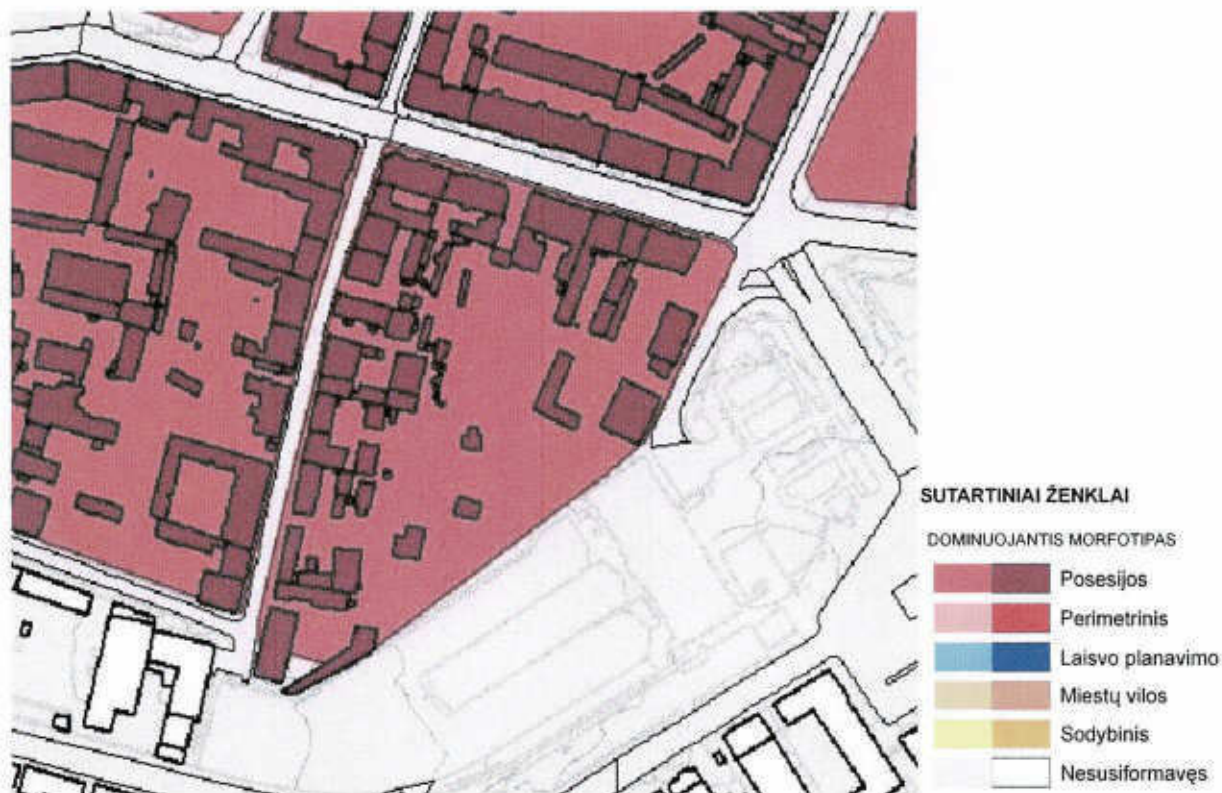 SUTARTINIAI ŽENKLAI
DOMINUOJANTIS MORFOTIPAS
Posesijos
Perimetrinis
Laisvo planavimo
Miestų vilos
Sodybinis
Nesusiformavęs